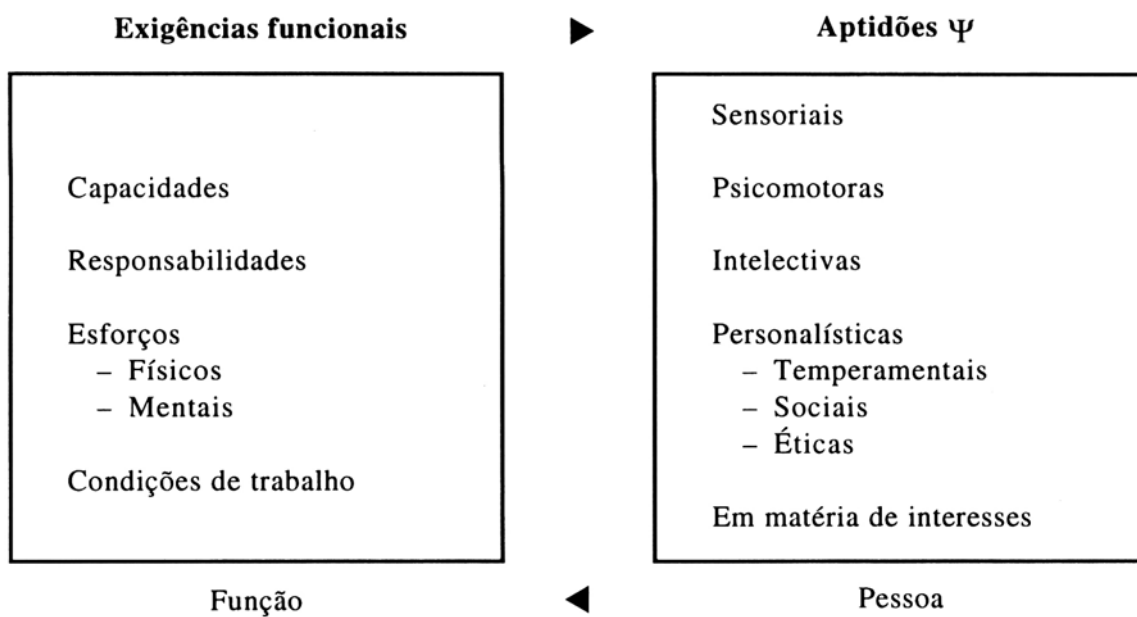 Exigências funcionais
Capacidades
Responsabilidades
Esforços
– Físicos
– Mentais
Condições de trabalho
Função
Aptidões Ψ
Sensoriais
Psicomotoras
Intelectivas
Personalísticas
– Temperamentais
– Sociais
– Éticas
Em matéria de interesses
Pessoa